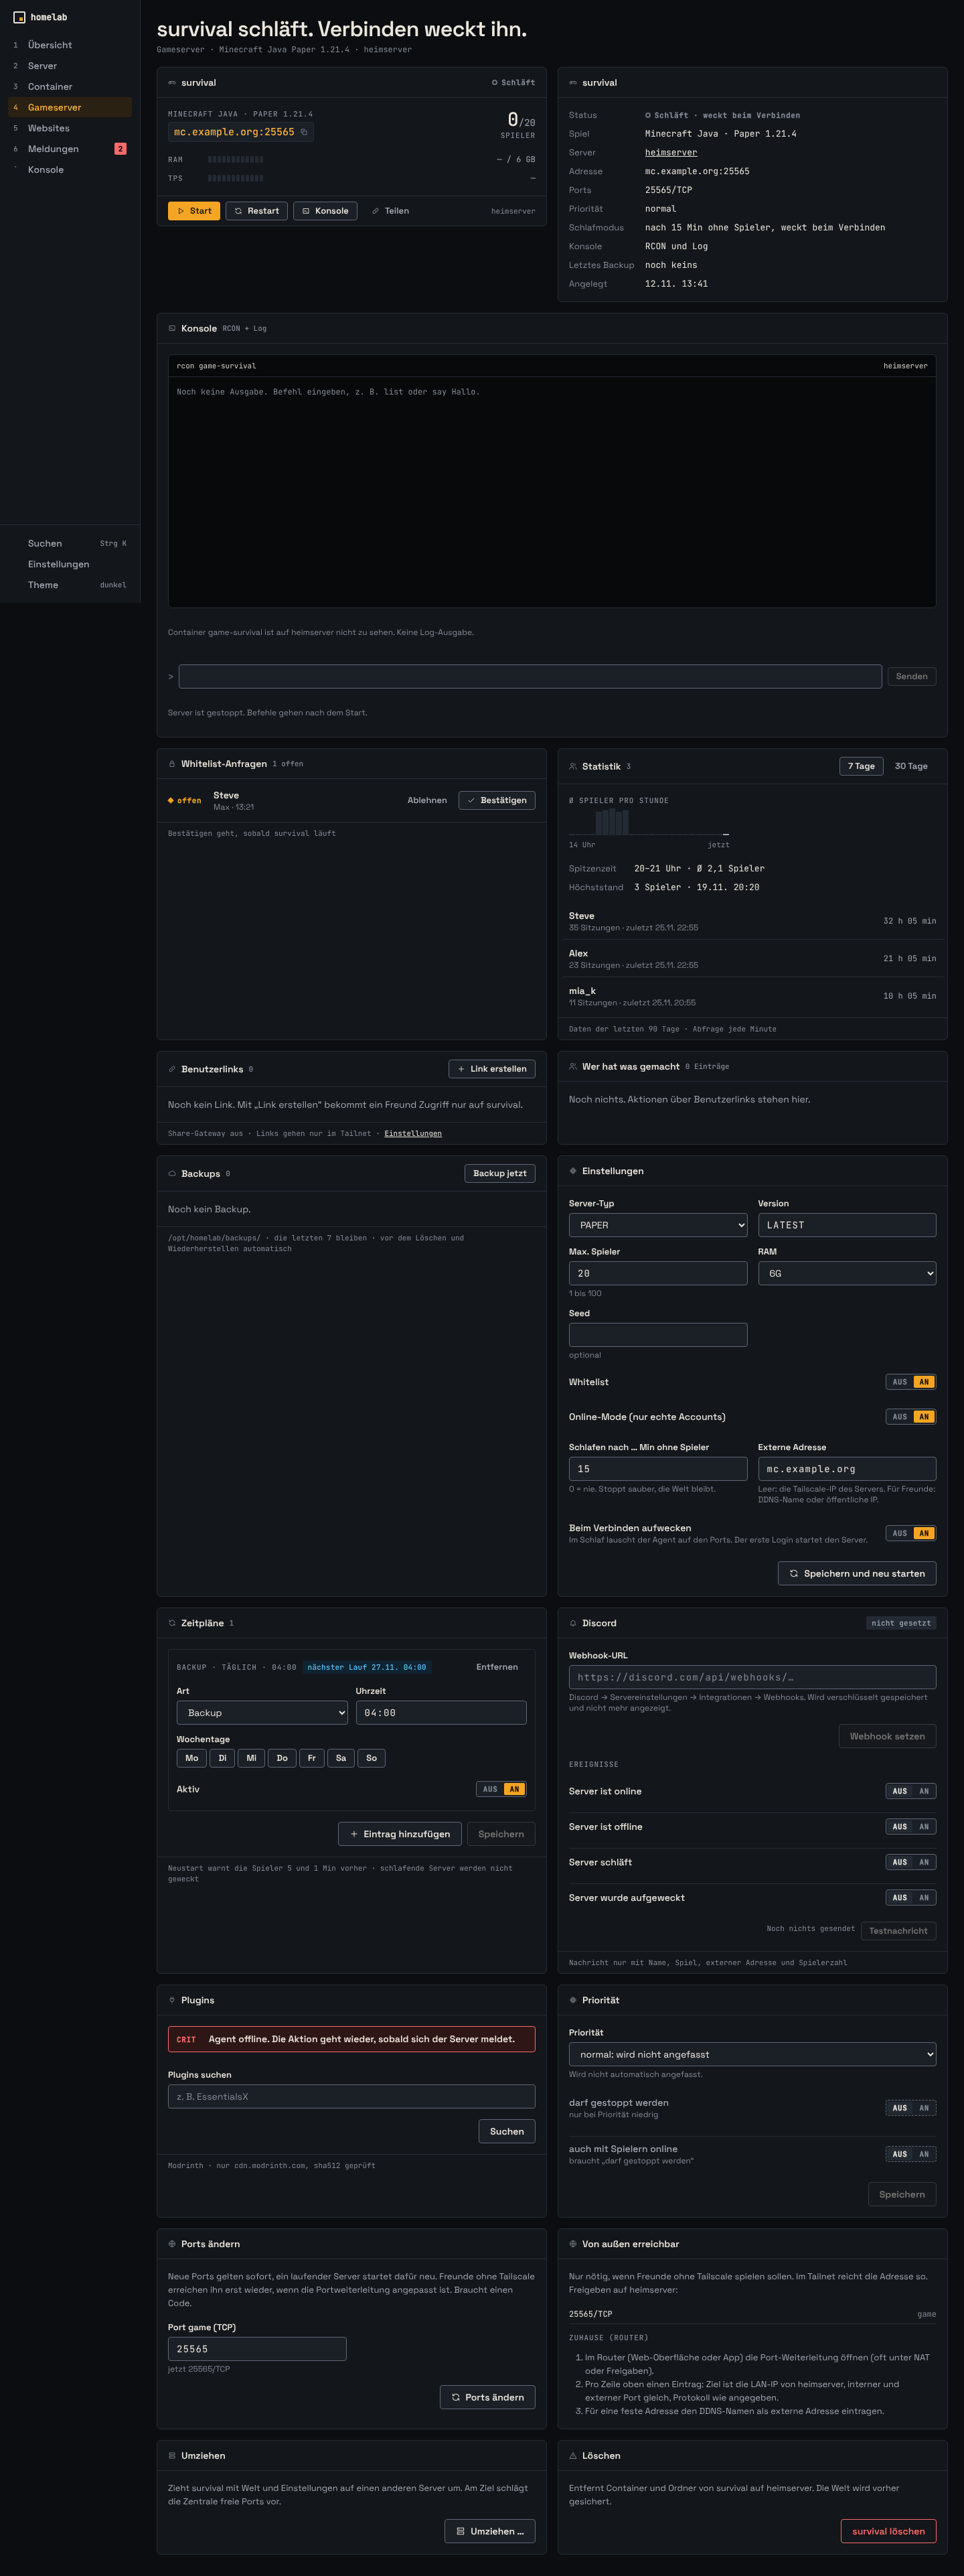 homelab
1 Übersicht
2 Server
3 Container
4 Gameserver
5 Websites
6 Meldungen 2
` Konsole
Suchen Strg K
Einstellungen
Theme dunkel
survival schläft. Verbinden weckt ihn.
Gameserver · Minecraft Java Paper 1.21.4 · heimserver
survival Schläft
MINECRAFT JAVA · PAPER 1.21.4
mc.example.org:25565
0/20
SPIELER
RAM — / 6 GB
TPS —
Start Restart Konsole Teilen heimserver
survival
Status Schläft · weckt beim Verbinden
Spiel Minecraft Java · Paper 1.21.4
Server heimserver
Adresse mc.example.org:25565
Ports 25565/TCP
Priorität normal
Schlafmodus nach 15 Min ohne Spieler, weckt beim Verbinden
Konsole RCON und Log
Letztes Backup noch keins
Angelegt 12.11. 13:41
Konsole RCON + Log
rcon game-survival heimserver
Noch keine Ausgabe. Befehl eingeben, z. B. list oder say Hallo.
Container game-survival ist auf heimserver nicht zu sehen. Keine Log-Ausgabe.
> Senden
Server ist gestoppt. Befehle gehen nach dem Start.
Whitelist-Anfragen 1 offen
offen Steve Ablehnen Bestätigen
Max · 13:21
Bestätigen geht, sobald survival läuft
Statistik 3 7 Tage 30 Tage
Ø SPIELER PRO STUNDE
14 Uhr jetzt
Spitzenzeit 20–21 Uhr · Ø 2,1 Spieler
Höchststand 3 Spieler · 19.11. 20:20
Steve 32 h 05 min
35 Sitzungen · zuletzt 25.11. 22:55
Alex 21 h 05 min
23 Sitzungen · zuletzt 25.11. 22:55
mia_k 10 h 05 min
11 Sitzungen · zuletzt 25.11. 20:55
Daten der letzten 90 Tage · Abfrage jede Minute
Benutzerlinks 0 Link erstellen
Noch kein Link. Mit „Link erstellen" bekommt ein Freund Zugriff nur auf survival.
Share-Gateway aus · Links gehen nur im Tailnet · Einstellungen
Wer hat was gemacht 0 Einträge
Noch nichts. Aktionen über Benutzerlinks stehen hier.
Backups 0 Backup jetzt
Noch kein Backup.
/opt/homelab/backups/ · die letzten 7 bleiben · vor dem Löschen und
Wiederherstellen automatisch
Einstellungen
Server-Typ Version
PAPER LATEST
Max. Spieler RAM
20 6G
1 bis 100
Seed
optional
Whitelist AUS AN
Online-Mode (nur echte Accounts) AUS AN
Schlafen nach … Min ohne Spieler Externe Adresse
15 mc.example.org
0 = nie. Stoppt sauber, die Welt bleibt. Leer: die Tailscale-IP des Servers. Für Freunde:
DDNS-Name oder öffentliche IP.
Beim Verbinden aufwecken AUS AN
Im Schlaf lauscht der Agent auf den Ports. Der erste Login startet den Server.
Speichern und neu starten
Zeitpläne 1
BACKUP · TÄGLICH · 04:00 nächster Lauf 27.11. 04:00 Entfernen
Art Uhrzeit
Backup 04:00
Wochentage
Mo Di Mi Do Fr Sa So
Aktiv AUS AN
Eintrag hinzufügen Speichern
Neustart warnt die Spieler 5 und 1 Min vorher · schlafende Server werden nicht
geweckt
Discord nicht gesetzt
Webhook-URL
https://discord.com/api/webhooks/…
Discord → Servereinstellungen → Integrationen → Webhooks. Wird verschlüsselt gespeichert
und nicht mehr angezeigt.
Webhook setzen
EREIGNISSE
Server ist online AUS AN
Server ist offline AUS AN
Server schläft AUS AN
Server wurde aufgeweckt AUS AN
Noch nichts gesendet Testnachricht
Nachricht nur mit Name, Spiel, externer Adresse und Spielerzahl
Plugins
CRIT Agent offline. Die Aktion geht wieder, sobald sich der Server meldet.
Plugins suchen
z. B. EssentialsX
Suchen
Modrinth · nur cdn.modrinth.com, sha512 geprüft
Priorität
Priorität
normal: wird nicht angefasst
Wird nicht automatisch angefasst.
darf gestoppt werden AUS AN
nur bei Priorität niedrig
auch mit Spielern online AUS AN
braucht „darf gestoppt werden"
Speichern
Ports ändern
Neue Ports gelten sofort, ein laufender Server startet dafür neu. Freunde ohne Tailscale
erreichen ihn erst wieder, wenn die Portweiterleitung angepasst ist. Braucht einen
Code.
Port game (TCP)
25565
jetzt 25565/TCP
Ports ändern
Von außen erreichbar
Nur nötig, wenn Freunde ohne Tailscale spielen sollen. Im Tailnet reicht die Adresse so.
Freigeben auf heimserver:
25565/TCP game
ZUHAUSE (ROUTER)
1. Im Router (Web-Oberfläche oder App) die Port-Weiterleitung öffnen (oft unter NAT
oder Freigaben).
2. Pro Zeile oben einen Eintrag: Ziel ist die LAN-IP von heimserver, interner und
externer Port gleich, Protokoll wie angegeben.
3. Für eine feste Adresse den DDNS-Namen als externe Adresse eintragen.
Umziehen
Zieht survival mit Welt und Einstellungen auf einen anderen Server um. Am Ziel schlägt
die Zentrale freie Ports vor.
Umziehen …
Löschen
Entfernt Container und Ordner von survival auf heimserver. Die Welt wird vorher
gesichert.
survival löschen